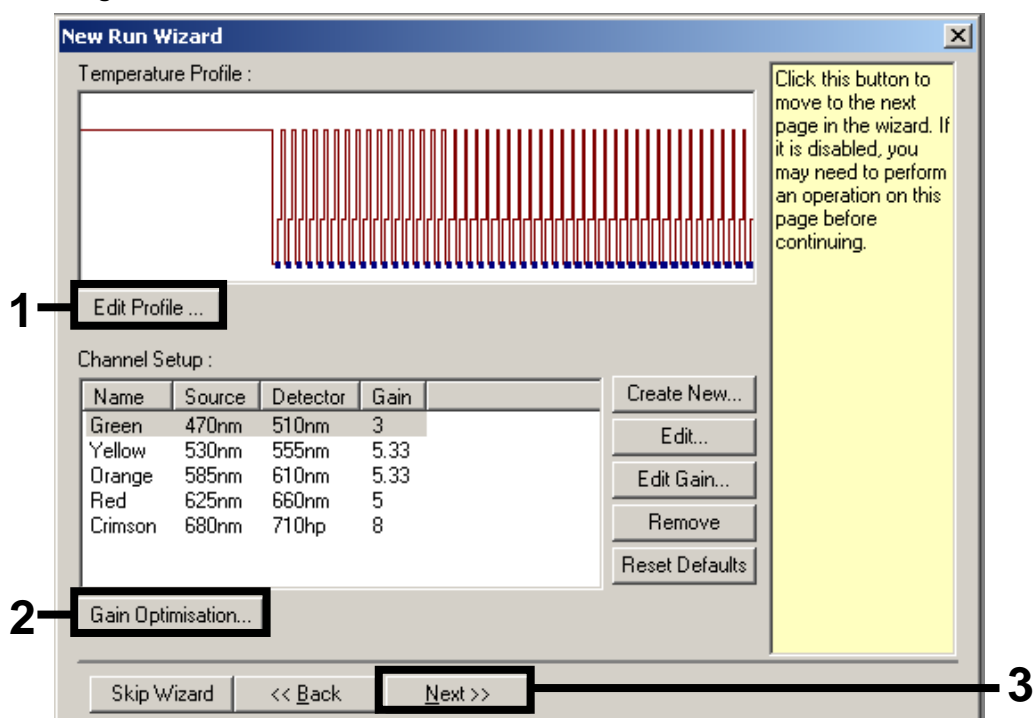 New Run Wizard
Temperature Profile :
Click this button to
move to the next
page in the wizard. If
it is disabled, you
may need to perform
an operation on this
page before
continuing.
1
Edit Profile ...
Channel Setup :
Name Source Detector Gain
Green 470nm 510nm 3
Yellow 530nm 555nm 5.33
Orange 585nm 610nm 5.33
Red 625nm 660nm 5
Crimson 680nm 710hp 8
Create New...
Edit...
Edit Gain...
Remove
Reset Defaults
2
Gain Optimisation...
Skip Wizard
<< Back
Next >>
3